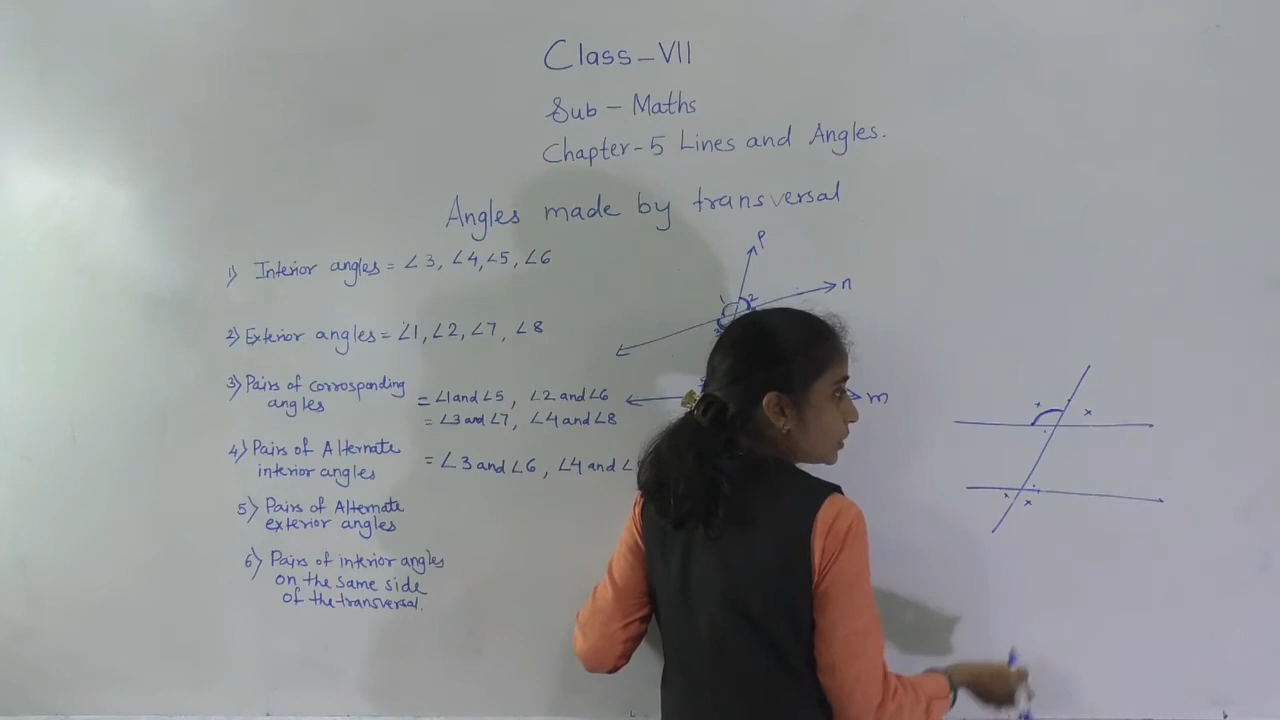 Class-VII
Sub - Maths
Chapter-5 Lines and Angles.
Angles made by transversal
1) Interior angles = ∠3, ∠4, ∠5, ∠6
2) Exterior angles = ∠1, ∠2, ∠7, ∠8
3) Pairs of corrosponding
angles
= ∠1 and ∠5, ∠2 and ∠6
= ∠3 and ∠7, ∠4 and ∠8
4) Pairs of Alternate
interior angles
= ∠3 and ∠6, ∠4 and ∠
5) Pairs of Alternate
exterior angles
6) Pairs of interior angles
on the same side
of the transversal.
P
n
1 2
m
x x
x x